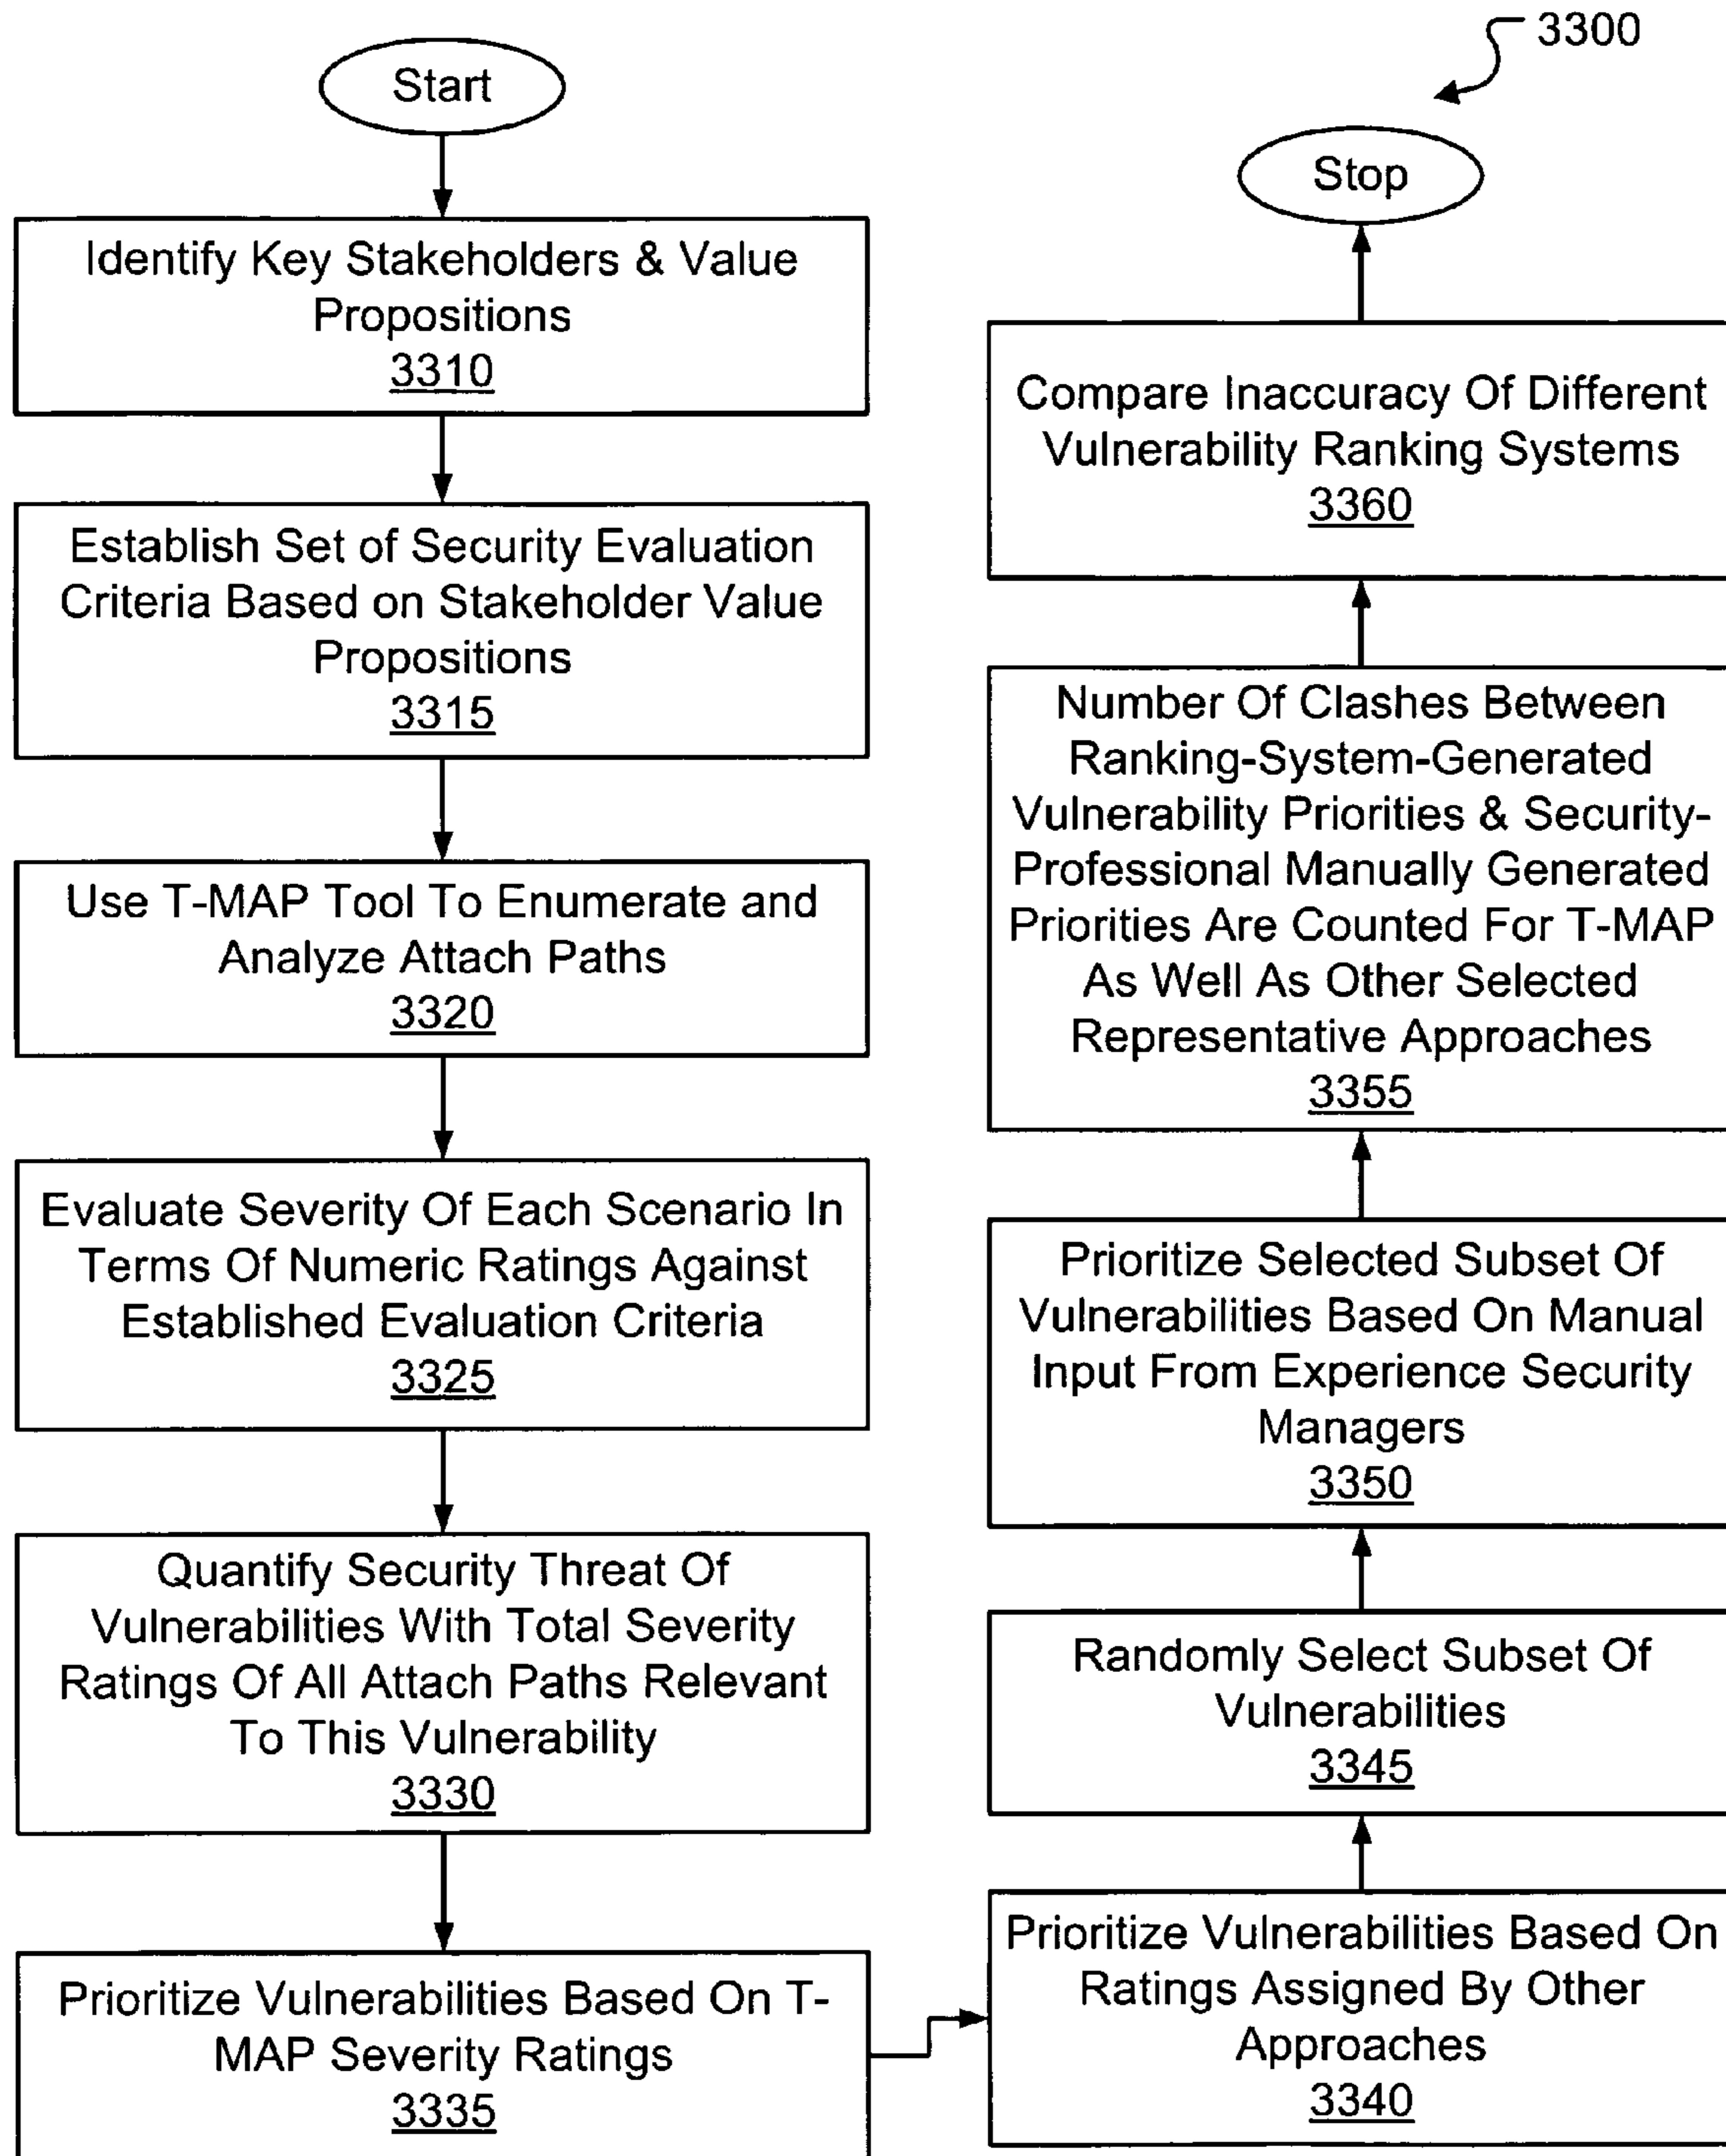 3300
Start
Identify Key Stakeholders & Value
Propositions
3310
Establish Set of Security Evaluation
Criteria Based on Stakeholder Value
Propositions
3315
Use T-MAP Tool To Enumerate and
Analyze Attach Paths
3320
Evaluate Severity Of Each Scenario In
Terms Of Numeric Ratings Against
Established Evaluation Criteria
3325
Quantify Security Threat Of
Vulnerabilities With Total Severity
Ratings Of All Attach Paths Relevant
To This Vulnerability
3330
Prioritize Vulnerabilities Based On T-
MAP Severity Ratings
3335
Prioritize Vulnerabilities Based On
Ratings Assigned By Other
Approaches
3340
Randomly Select Subset Of
Vulnerabilities
3345
Prioritize Selected Subset Of
Vulnerabilities Based On Manual
Input From Experience Security
Managers
3350
Number Of Clashes Between
Ranking-System-Generated
Vulnerability Priorities & Security-
Professional Manually Generated
Priorities Are Counted For T-MAP
As Well As Other Selected
Representative Approaches
3355
Compare Inaccuracy Of Different
Vulnerability Ranking Systems
3360
Stop